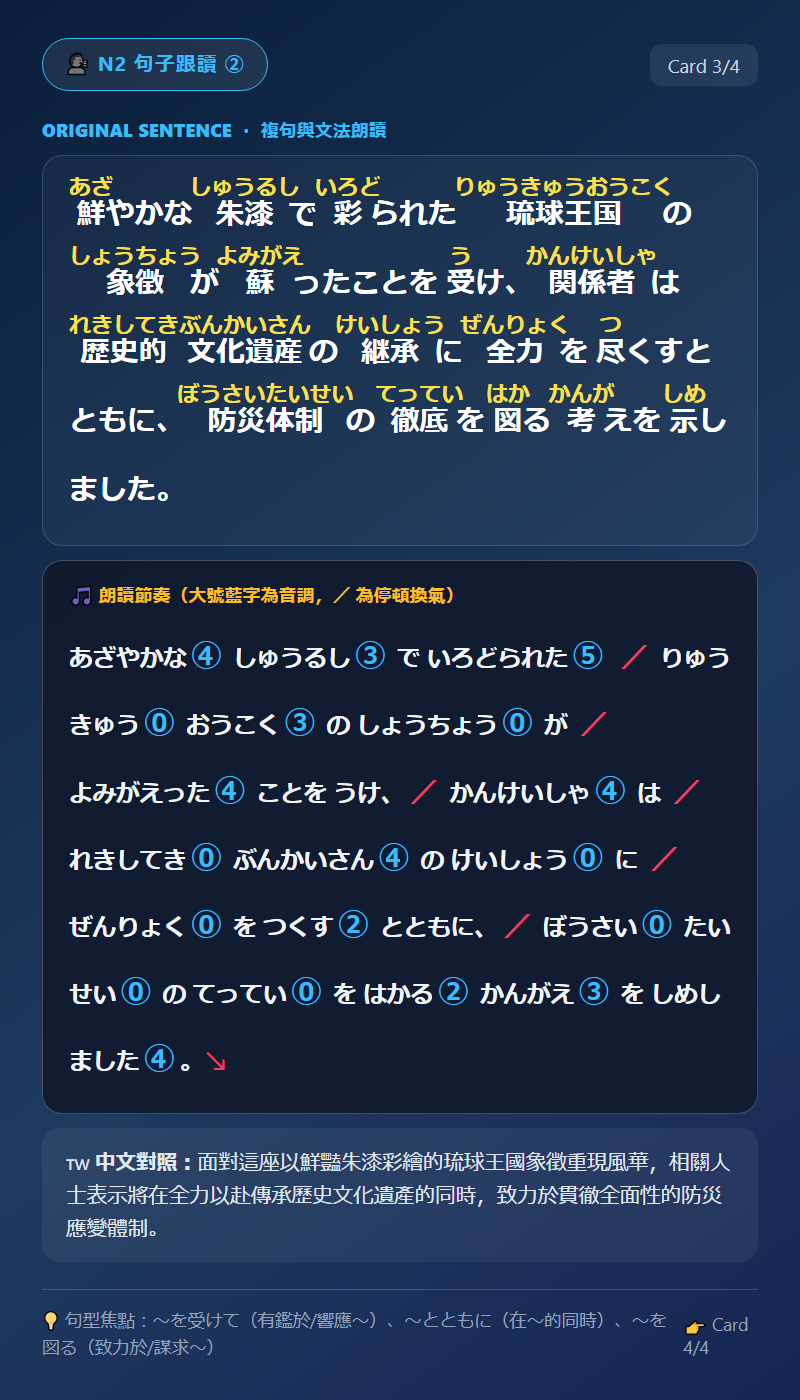 N2 句子跟讀 ②
Card 3/4
ORIGINAL SENTENCE · 複句與文法朗讀
あざ しゅうるし いろど りゅうきゅうおうこく
鮮やかな 朱漆 で 彩 られた 琉球王国 の
しょうちょう よみがえ う かんけいしゃ
象徴 が 蘇 ったことを 受け、 関係者 は
れきしてきぶんかいさん けいしょう ぜんりょく つ
歴史的 文化遺産 の 継承 に 全力 を 尽くすと
ぼうさいたいせい てってい はか かんが しめ
ともに、 防災体制 の 徹底 を 図る 考 えを 示し
ました。
🎵 朗讀節奏（大號藍字為音調，／ 為停頓換氣）
あざやかな④ しゅうるし③ で いろどられた⑤ ／ りゅう
きゅう⓪ おうこく③ の しょうちょう⓪ が ／
よみがえった④ ことを うけ、 ／ かんけいしゃ④ は ／
れきしてき⓪ ぶんかいさん④ の けいしょう⓪ に ／
ぜんりょく⓪ を つくす② とともに、 ／ ぼうさい⓪ たい
せい⓪ の てってい⓪ を はかる② かんがえ③ を しめし
ました④。↘
TW 中文對照：面對這座以鮮豔朱漆彩繪的琉球王國象徵重現風華，相關人
士表示將在全力以赴傳承歷史文化遺產的同時，致力於貫徹全面性的防災
應變體制。
💡 句型焦點：～を受けて（有鑑於/響應～）、～とともに（在～的同時）、～を
図る（致力於/謀求～）
👉 Card
4/4